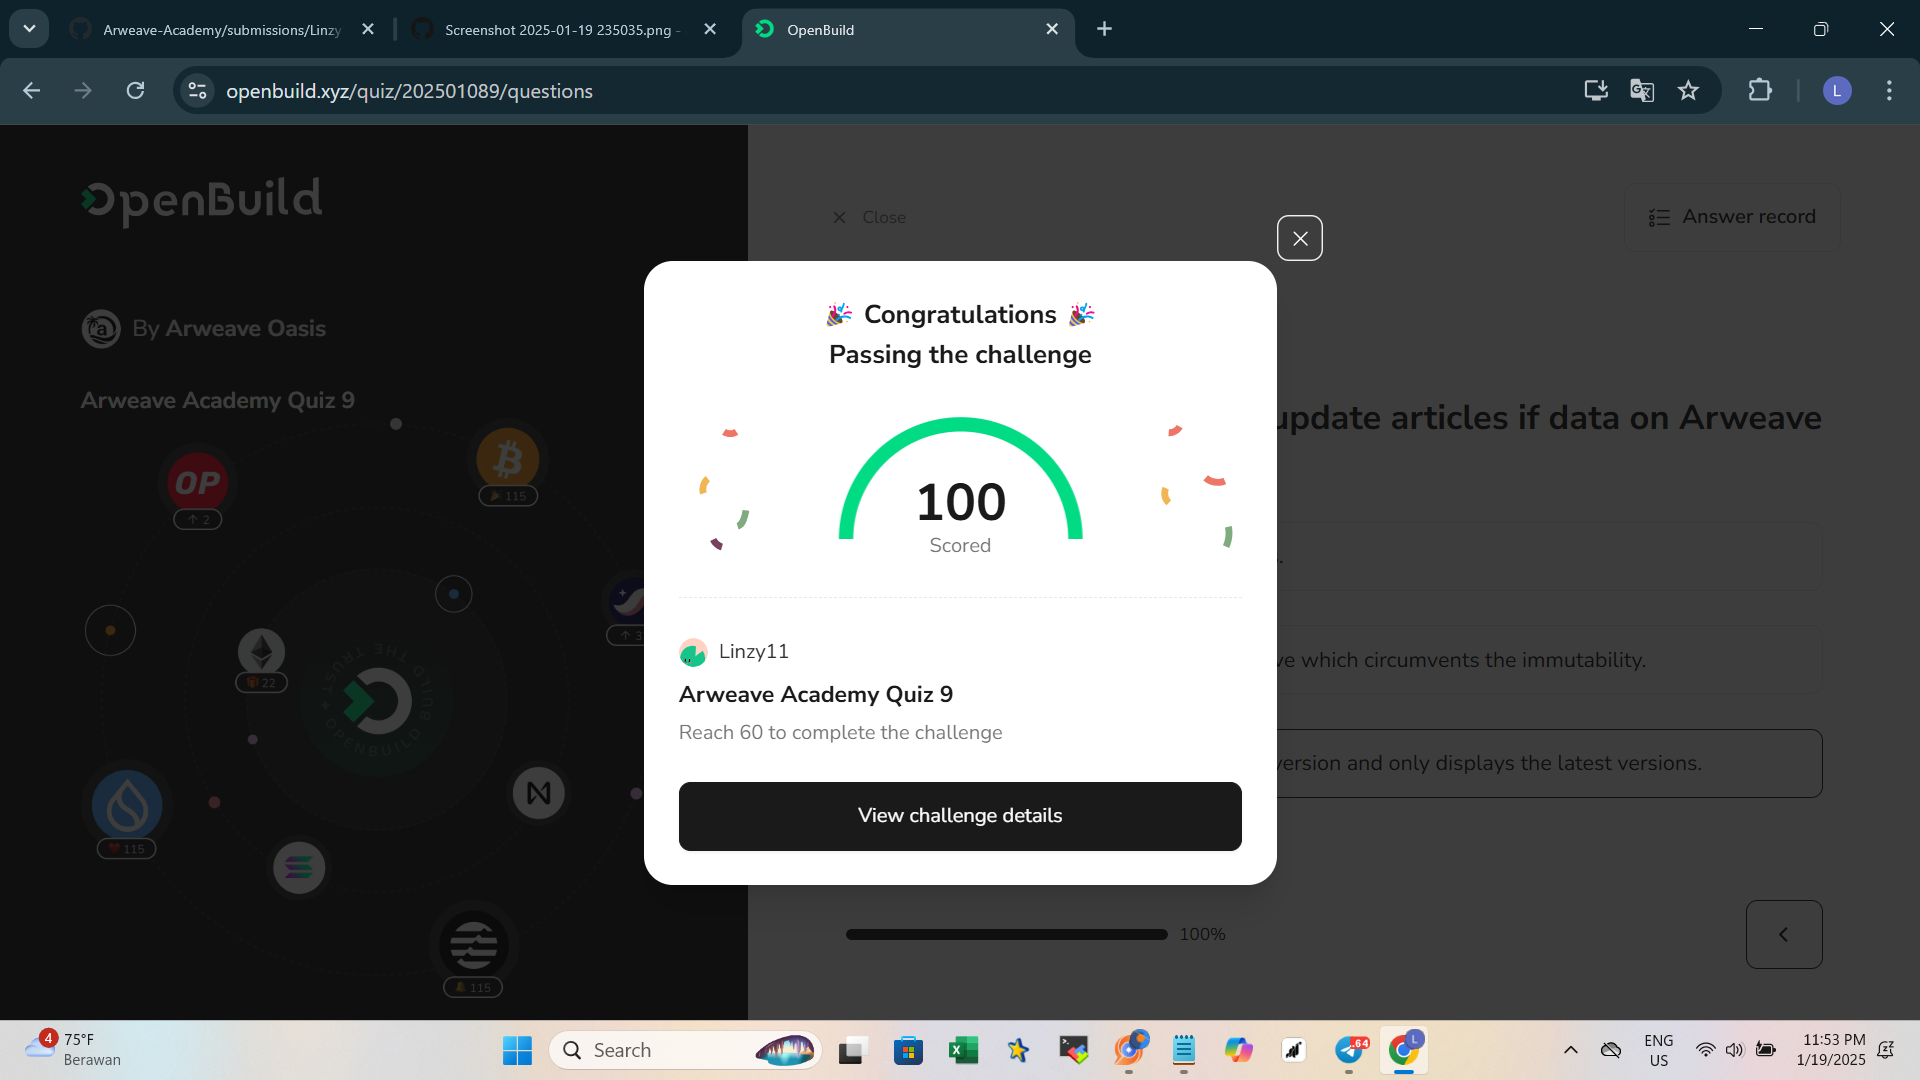 Arweave-Academy/submissions/Linzy
Screenshot 2025-01-19 235035.png -
OpenBuild
openbuild.xyz/quiz/202501089/questions
L
OpenBuild
Close
Answer record
By Arweave Oasis
Arweave Academy Quiz 9
🎉 Congratulations 🎉
Passing the challenge
update articles if data on Arweave
100
Scored
OP
↑ 2
115
↑ 3
22
BUILD THE TRUST
OPENBUILD
ve which circumvents the immutability.
Linzy11
Arweave Academy Quiz 9
Reach 60 to complete the challenge
version and only displays the latest versions.
View challenge details
115
115
100%
4
75°F
Berawan
Search
.64
L
ENG
US
11:53 PM
1/19/2025